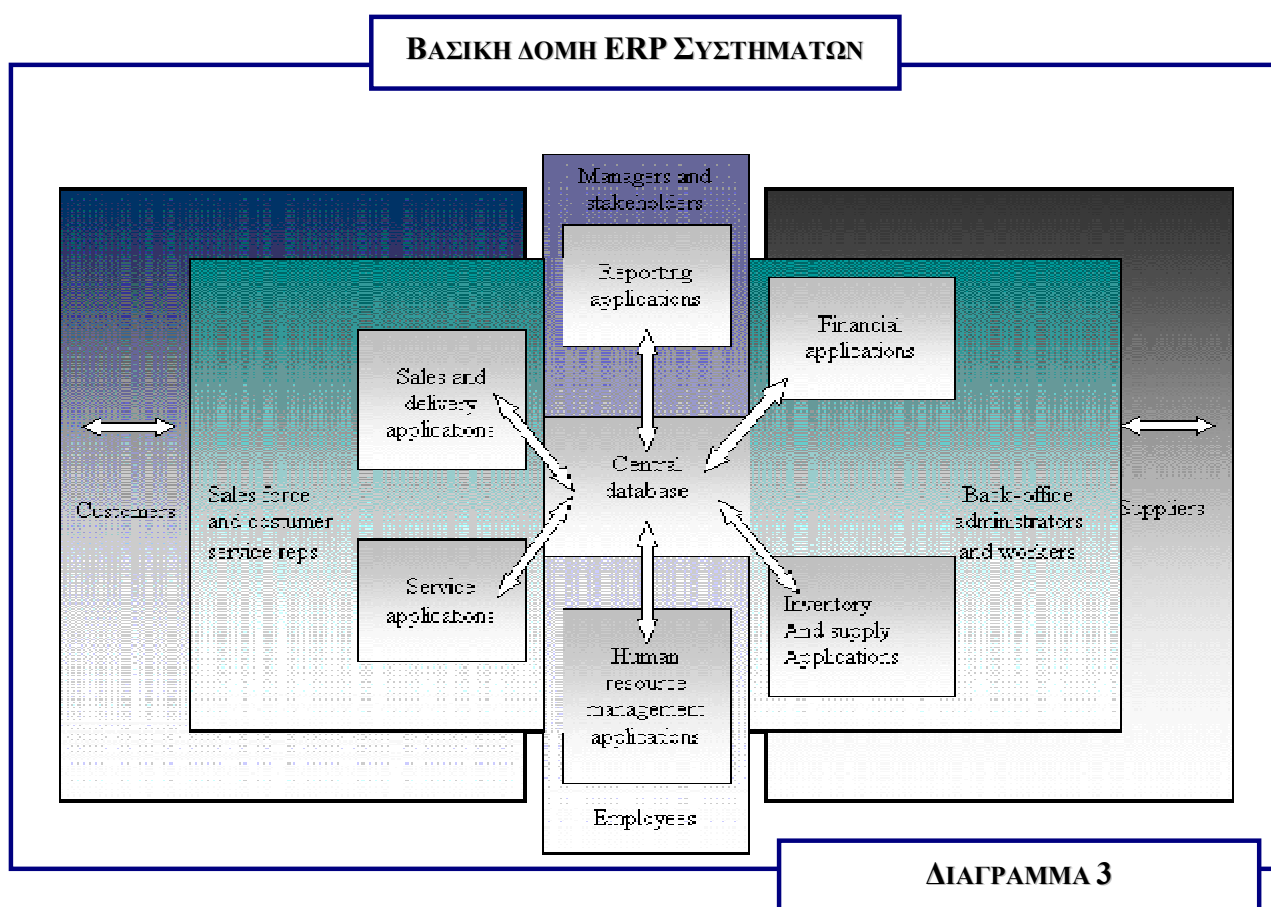 ΒΑΣΙΚΗ ΔΟΜΗ ERP ΣΥΣΤΗΜΑΤΩΝ
Managers and
stakeholders
Reporting
applications
Financial
applications
Sales and
delivery
applications
Central
database
Customers
Sales force
and costumer
service reps
Back-office
administrators
and workers
Suppliers
Service
applications
Inventory
And supply
Applications
Human
resource
management
applications
Employees
ΔΙΑΓΡΑΜΜΑ 3